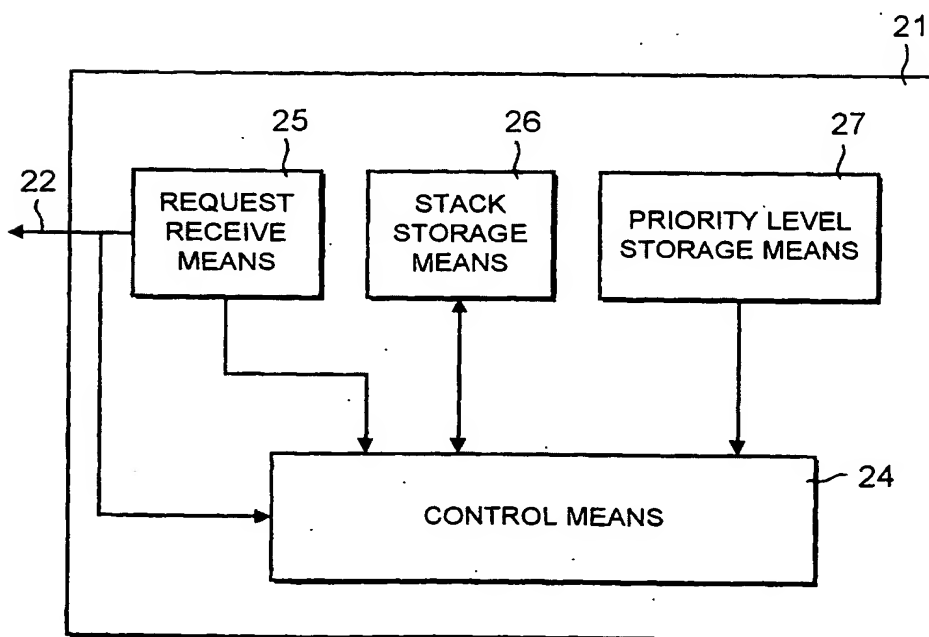 21
25
26
27
22
REQUEST
RECEIVE
MEANS
STACK
STORAGE
MEANS
PRIORITY LEVEL
STORAGE MEANS
24
CONTROL MEANS